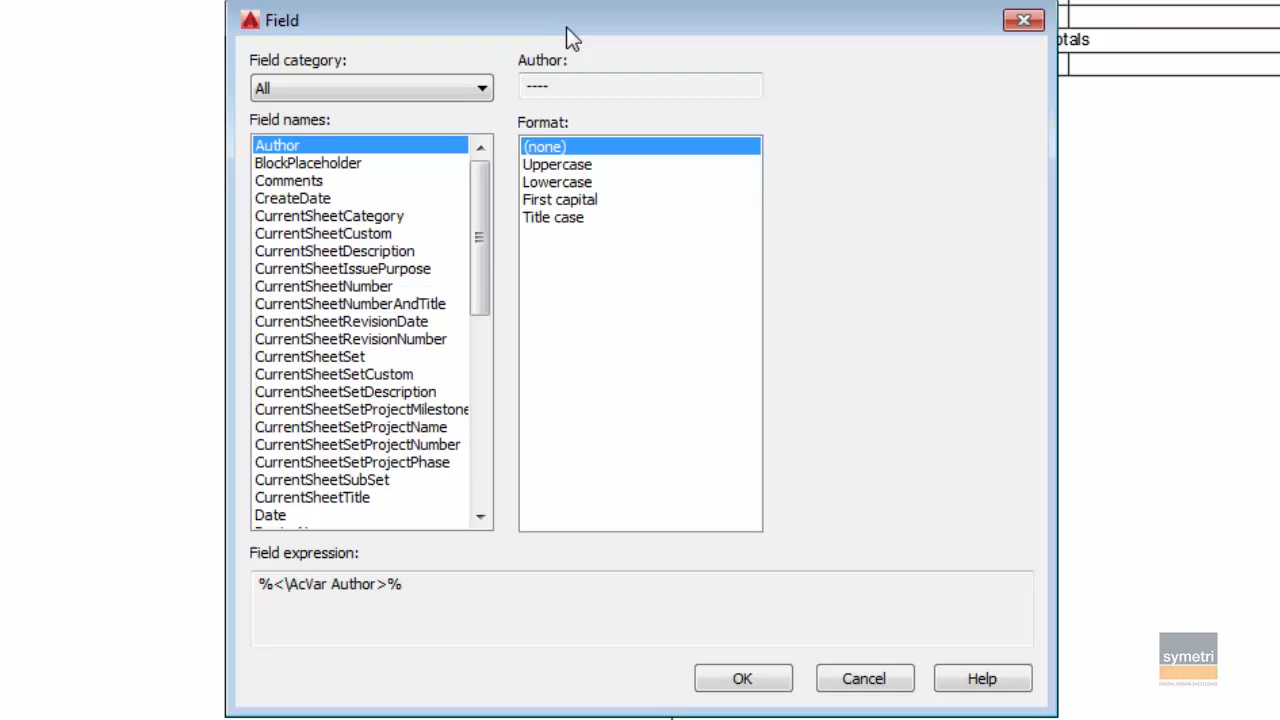 Field
Field category:
All
Field names:
Author
BlockPlaceholder
Comments
CreateDate
CurrentSheetCategory
CurrentSheetCustom
CurrentSheetDescription
CurrentSheetIssuePurpose
CurrentSheetNumber
CurrentSheetNumberAndTitle
CurrentSheetRevisionDate
CurrentSheetRevisionNumber
CurrentSheetSet
CurrentSheetSetCustom
CurrentSheetSetDescription
CurrentSheetSetProjectMilestone
CurrentSheetSetProjectName
CurrentSheetSetProjectNumber
CurrentSheetSetProjectPhase
CurrentSheetSubSet
CurrentSheetTitle
Date
Author:
----
Format:
(none)
Uppercase
Lowercase
First capital
Title case
Field expression:
%<\AcVar Author>%
OK
Cancel
Help
otals
symetri